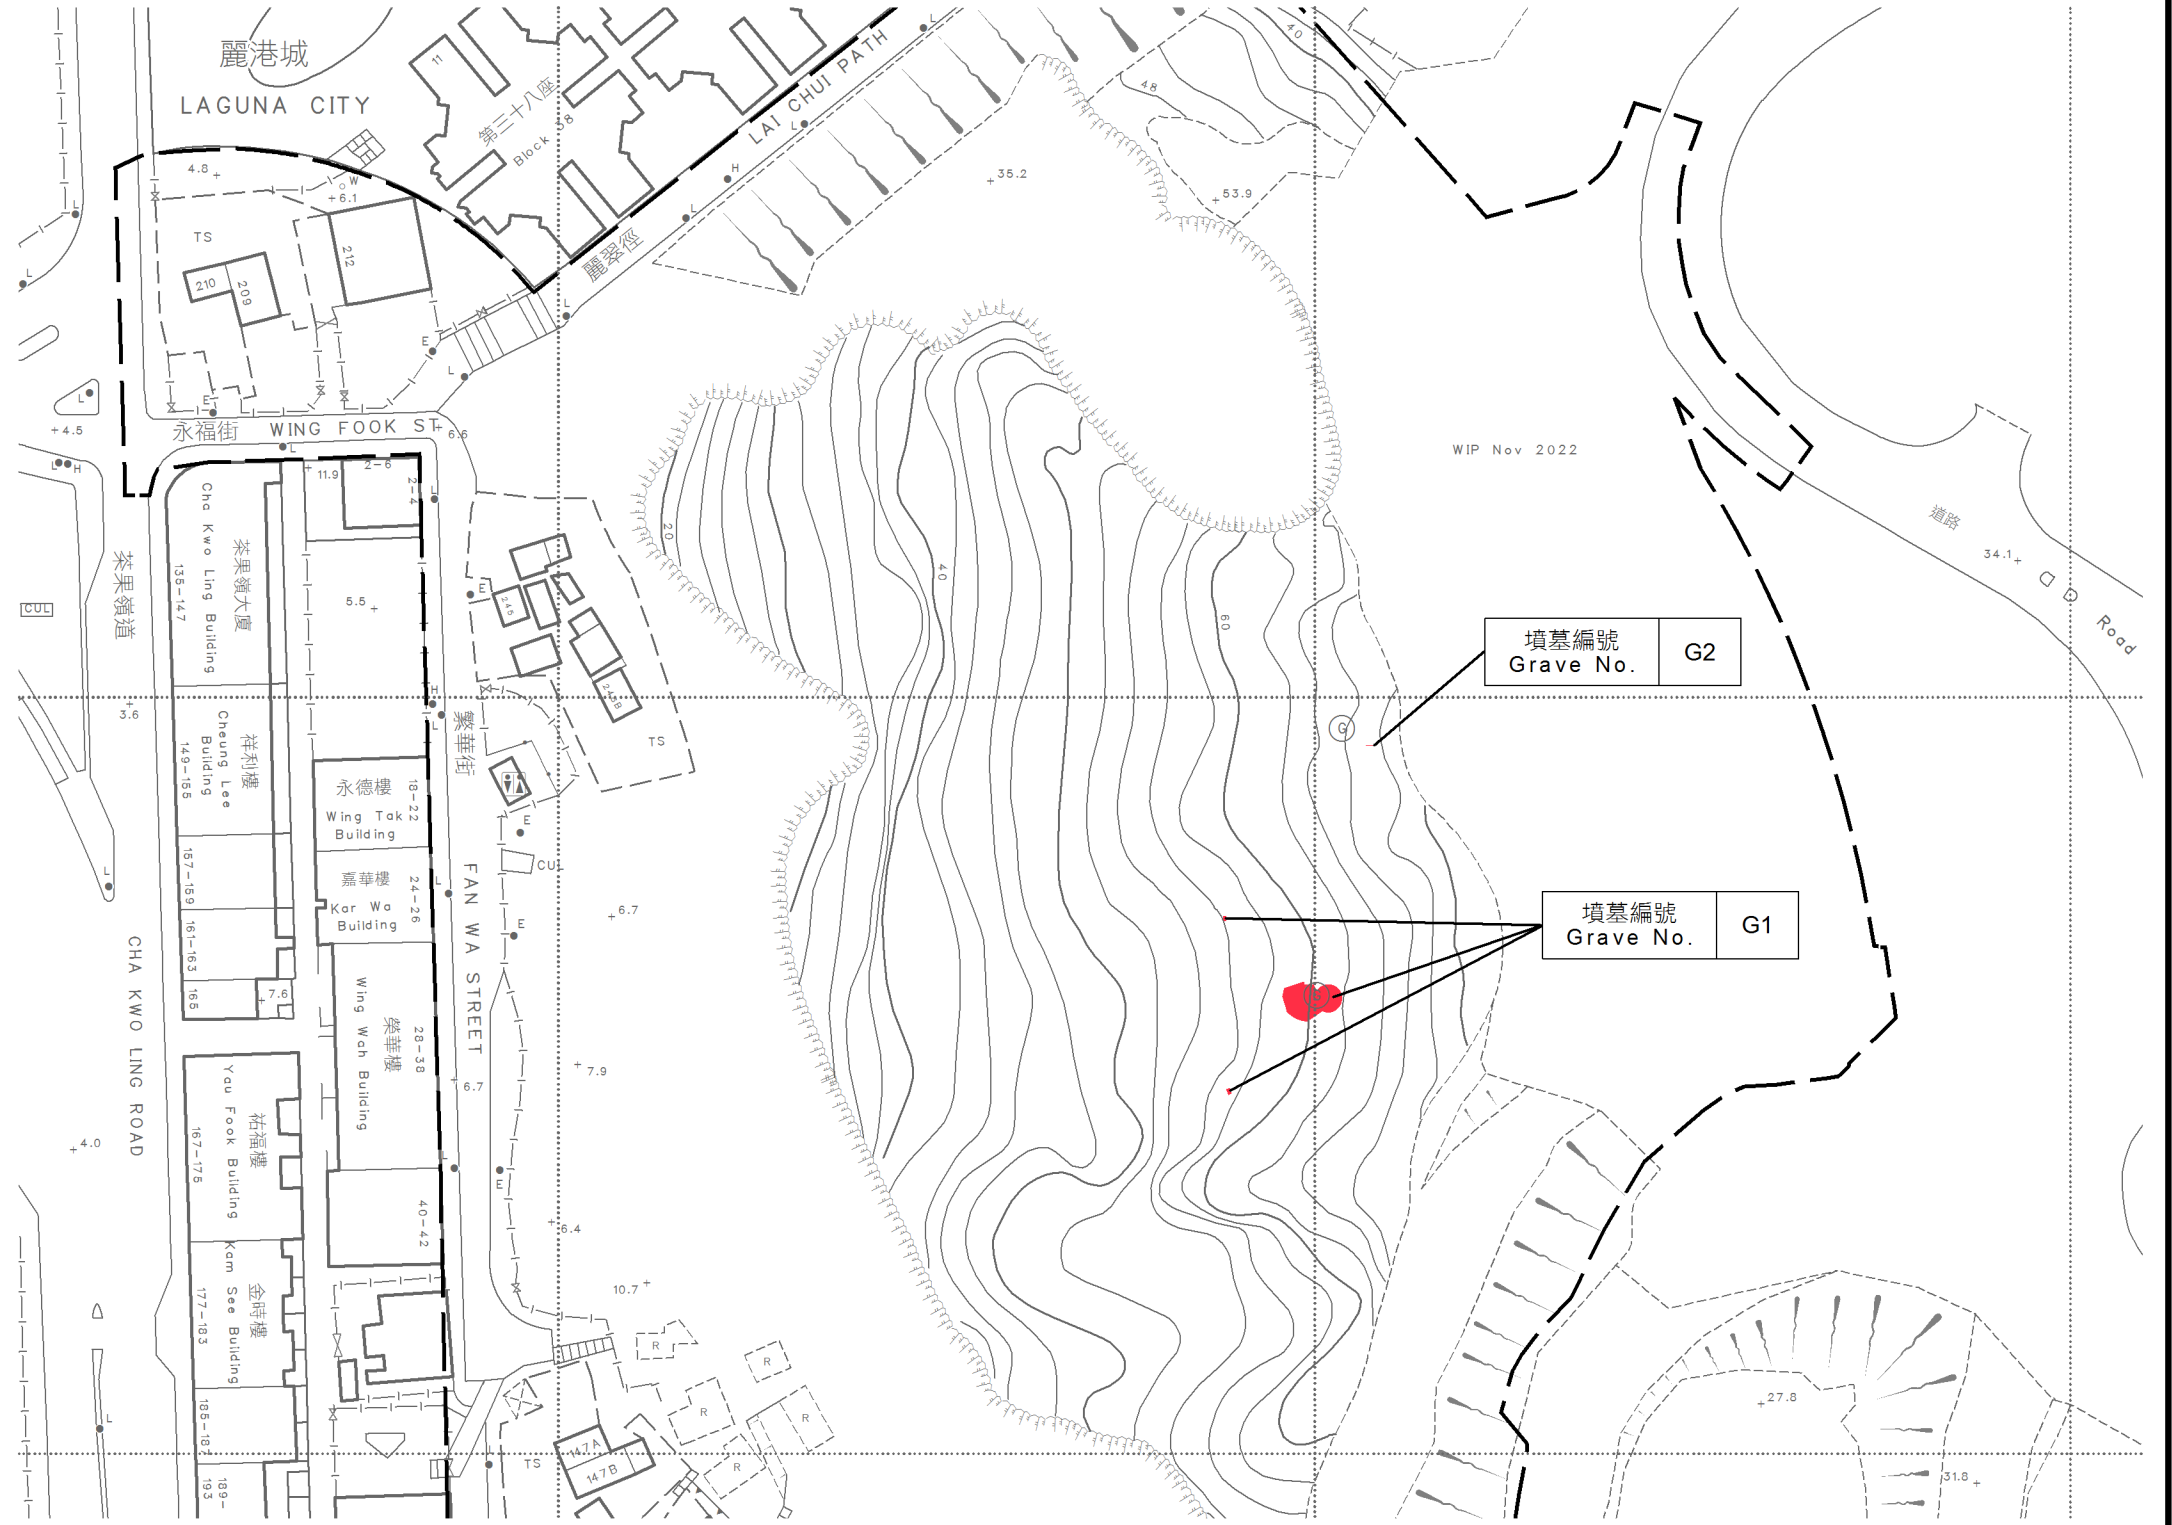 麗港城
LAGUNA CITY
11
第三十八座
Block 38
LAI CHUI PATH
麗翠徑
L
L
H
L
L
40
48
35.2
53.9
4.8
W
6.1
TS
212
210
209
E
L
E
L
L
L
4.5
L H
永福街
WING FOOK ST
6.6
L
11.9
2-6
2-4
L
WIP Nov 2022
道路
34.1
Road
茶果嶺道
CHA KWO LING ROAD
CUL
茶果嶺大廈
Cha Kwo Ling Building
135-147
5.5
E
245
245B
TS
20
40
60
墳墓編號
Grave No.
G2
G
3.6
祥利樓
Cheung Lee
Building
149-155
H
L
繁華街
FAN WA STREET
永德樓
Wing Tak
Building
18-22
E
CUL
157-159
嘉華樓
Kar Wa
Building
24-26
L
L
6.7
墳墓編號
Grave No.
G1
161-163
E
165
7.6
榮華樓
Wing Wah Building
28-38
7.9
6.7
4.0
祐福樓
Yau Fook Building
167-175
L
E
40-42
6.4
10.7
金時樓
Kam See Building
177-183
R
R
R
R
R
27.8
185-187
L
147A
147B
TS
189-
193
31.8